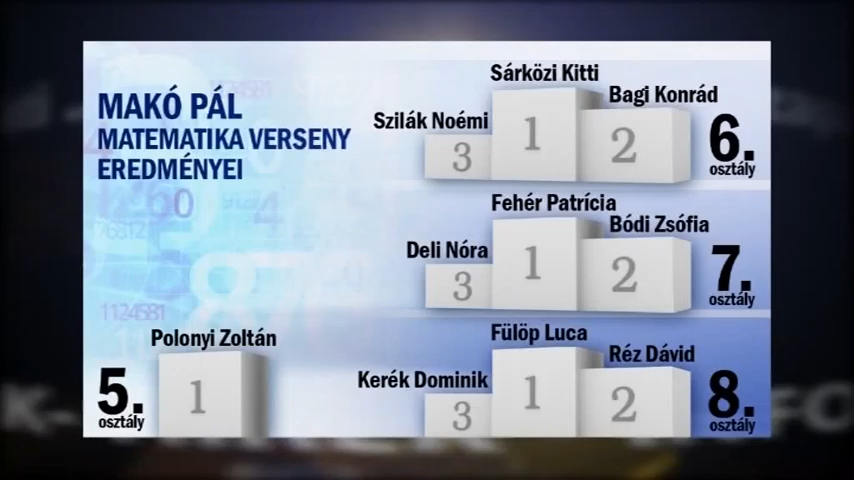 MAKÓ PÁL
MATEMATIKA VERSENY
EREDMÉNYEI
Sárközi Kitti
Bagi Konrád
Szilák Noémi
1
2
3
6.
osztály
Fehér Patrícia
Bódi Zsófia
Deli Nóra
1
2
3
7.
osztály
Fülöp Luca
Réz Dávid
Kerék Dominik
1
2
3
8.
osztály
Polonyi Zoltán
1
5.
osztály
1124581